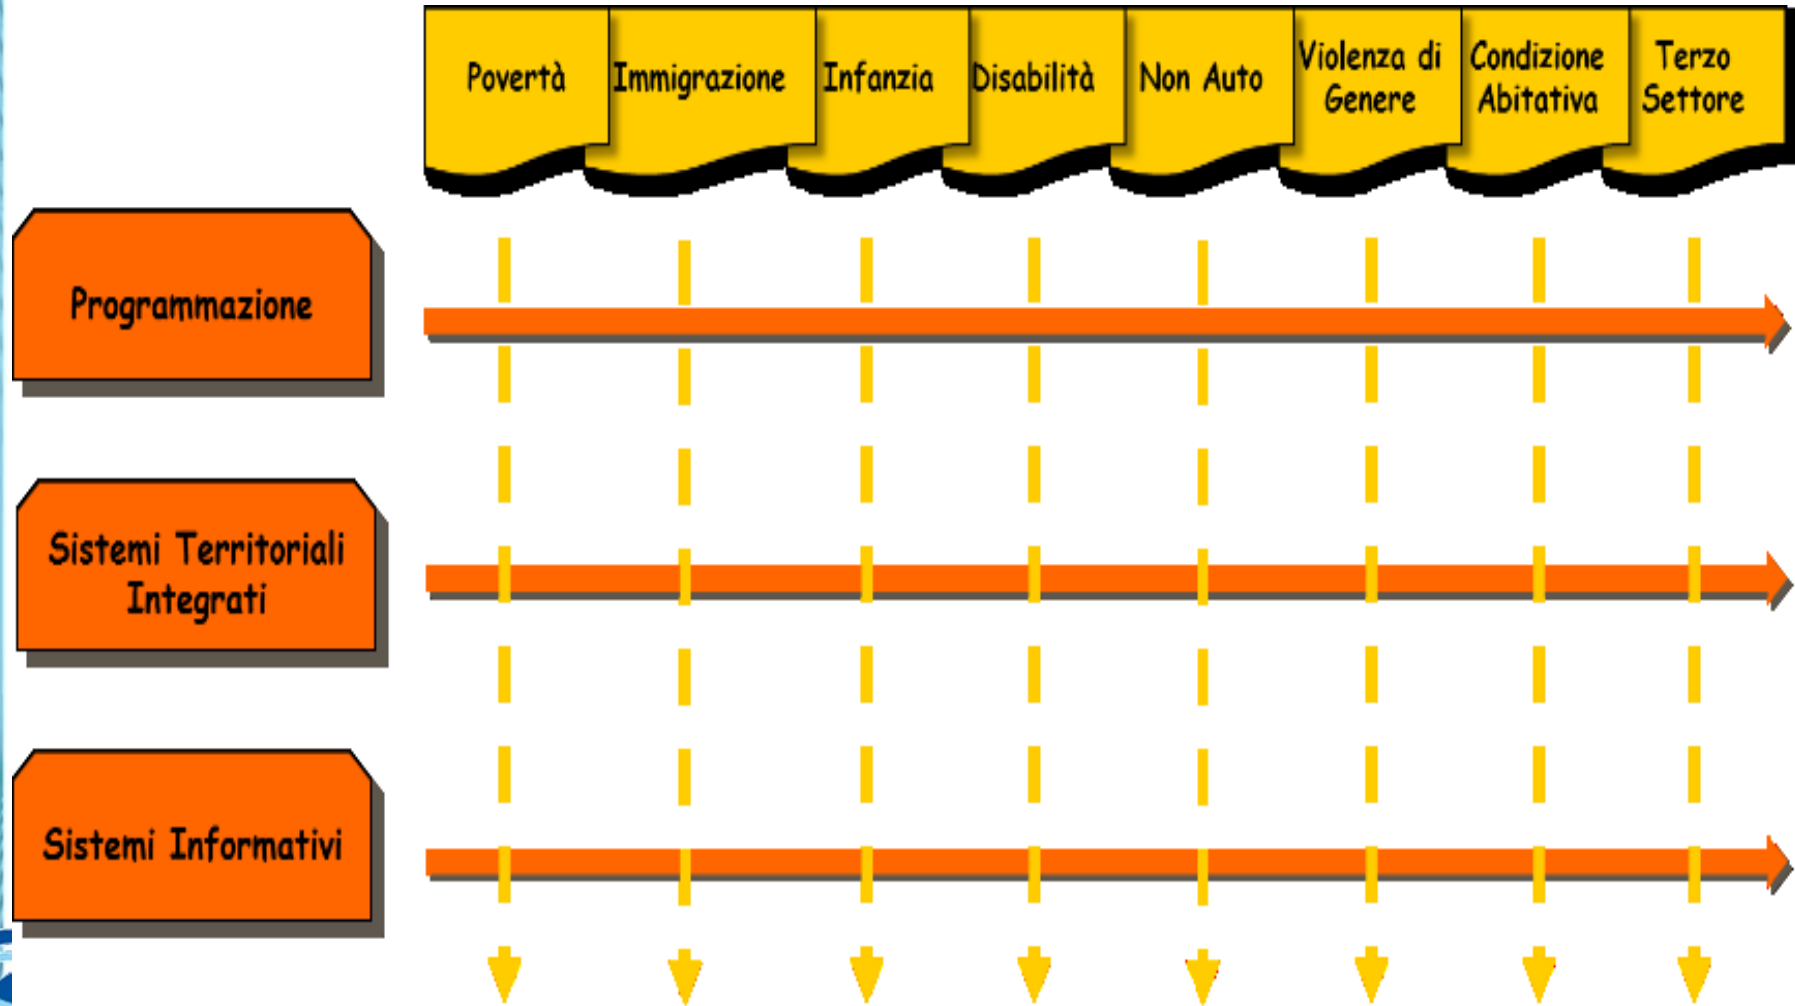 Povertà
Immigrazione
Infanzia
Disabilità
Non Auto
Violenza di
Genere
Condizione
Abitativa
Terzo
Settore
Programmazione
Sistemi Territoriali
Integrati
Sistemi Informativi